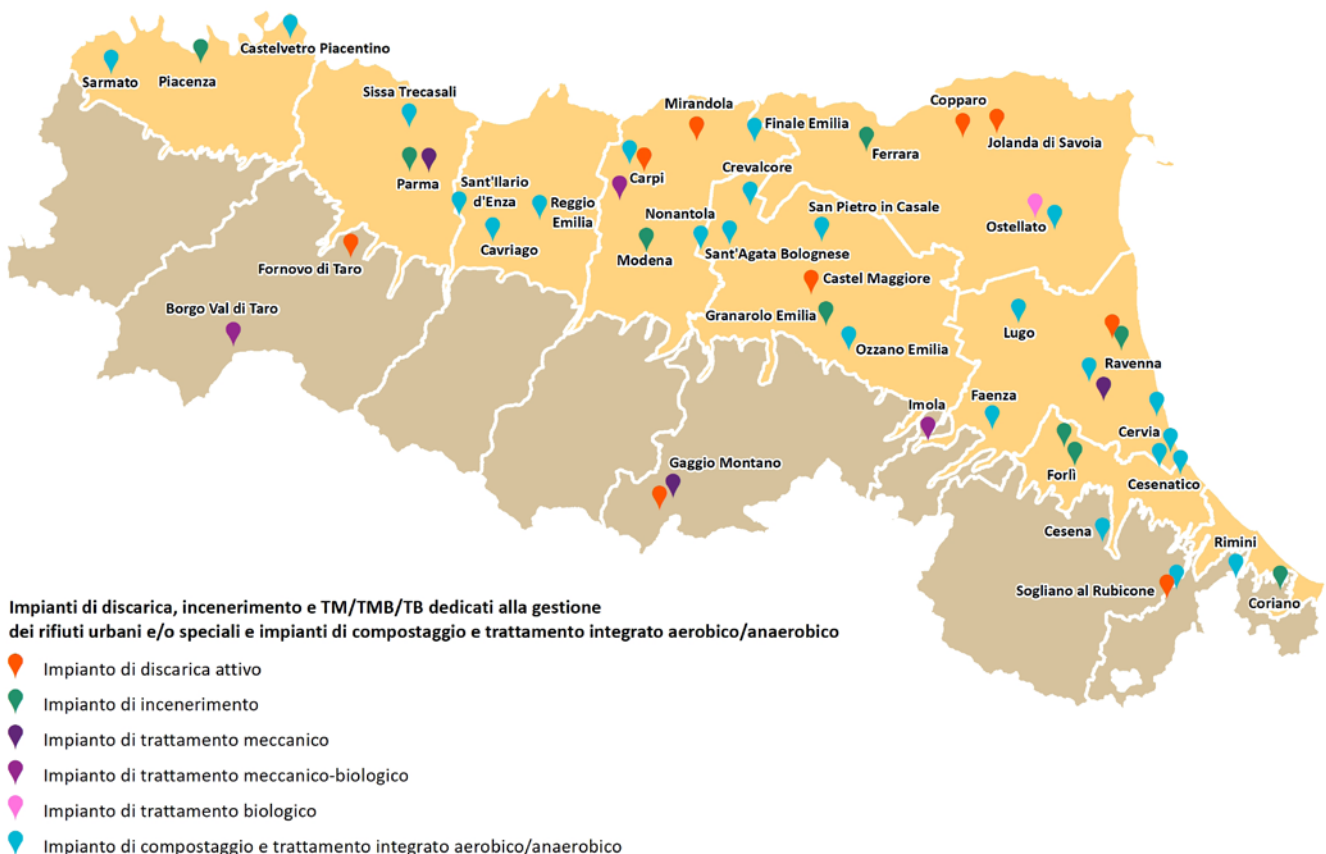 Castelvetro Piacentino
Sarmato
Piacenza
Sissa Trecasali
Mirandola
Copparo
Finale Emilia
Jolanda di Savoia
Ferrara
Parma
Sant'Ilario
d'Enza
Reggio
Emilia
Carpi
Crevalcore
Nonantola
San Pietro in Casale
Ostellato
Cavriago
Modena
Sant'Agata Bolognese
Fornovo di Taro
Castel Maggiore
Borgo Val di Taro
Granarolo Emilia
Lugo
Ozzano Emilia
Ravenna
Faenza
Imola
Cervia
Gaggio Montano
Forlì
Cesenatico
Cesena
Rimini
Sogliano al Rubicone
Coriano
Impianti di discarica, incenerimento e TM/TMB/TB dedicati alla gestione
dei rifiuti urbani e/o speciali e impianti di compostaggio e trattamento integrato aerobico/anaerobico
Impianto di discarica attivo
Impianto di incenerimento
Impianto di trattamento meccanico
Impianto di trattamento meccanico-biologico
Impianto di trattamento biologico
Impianto di compostaggio e trattamento integrato aerobico/anaerobico